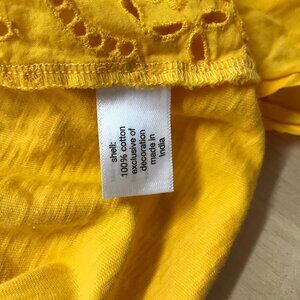 shell:
100% cotton
exclusive of
decoration
made in
India